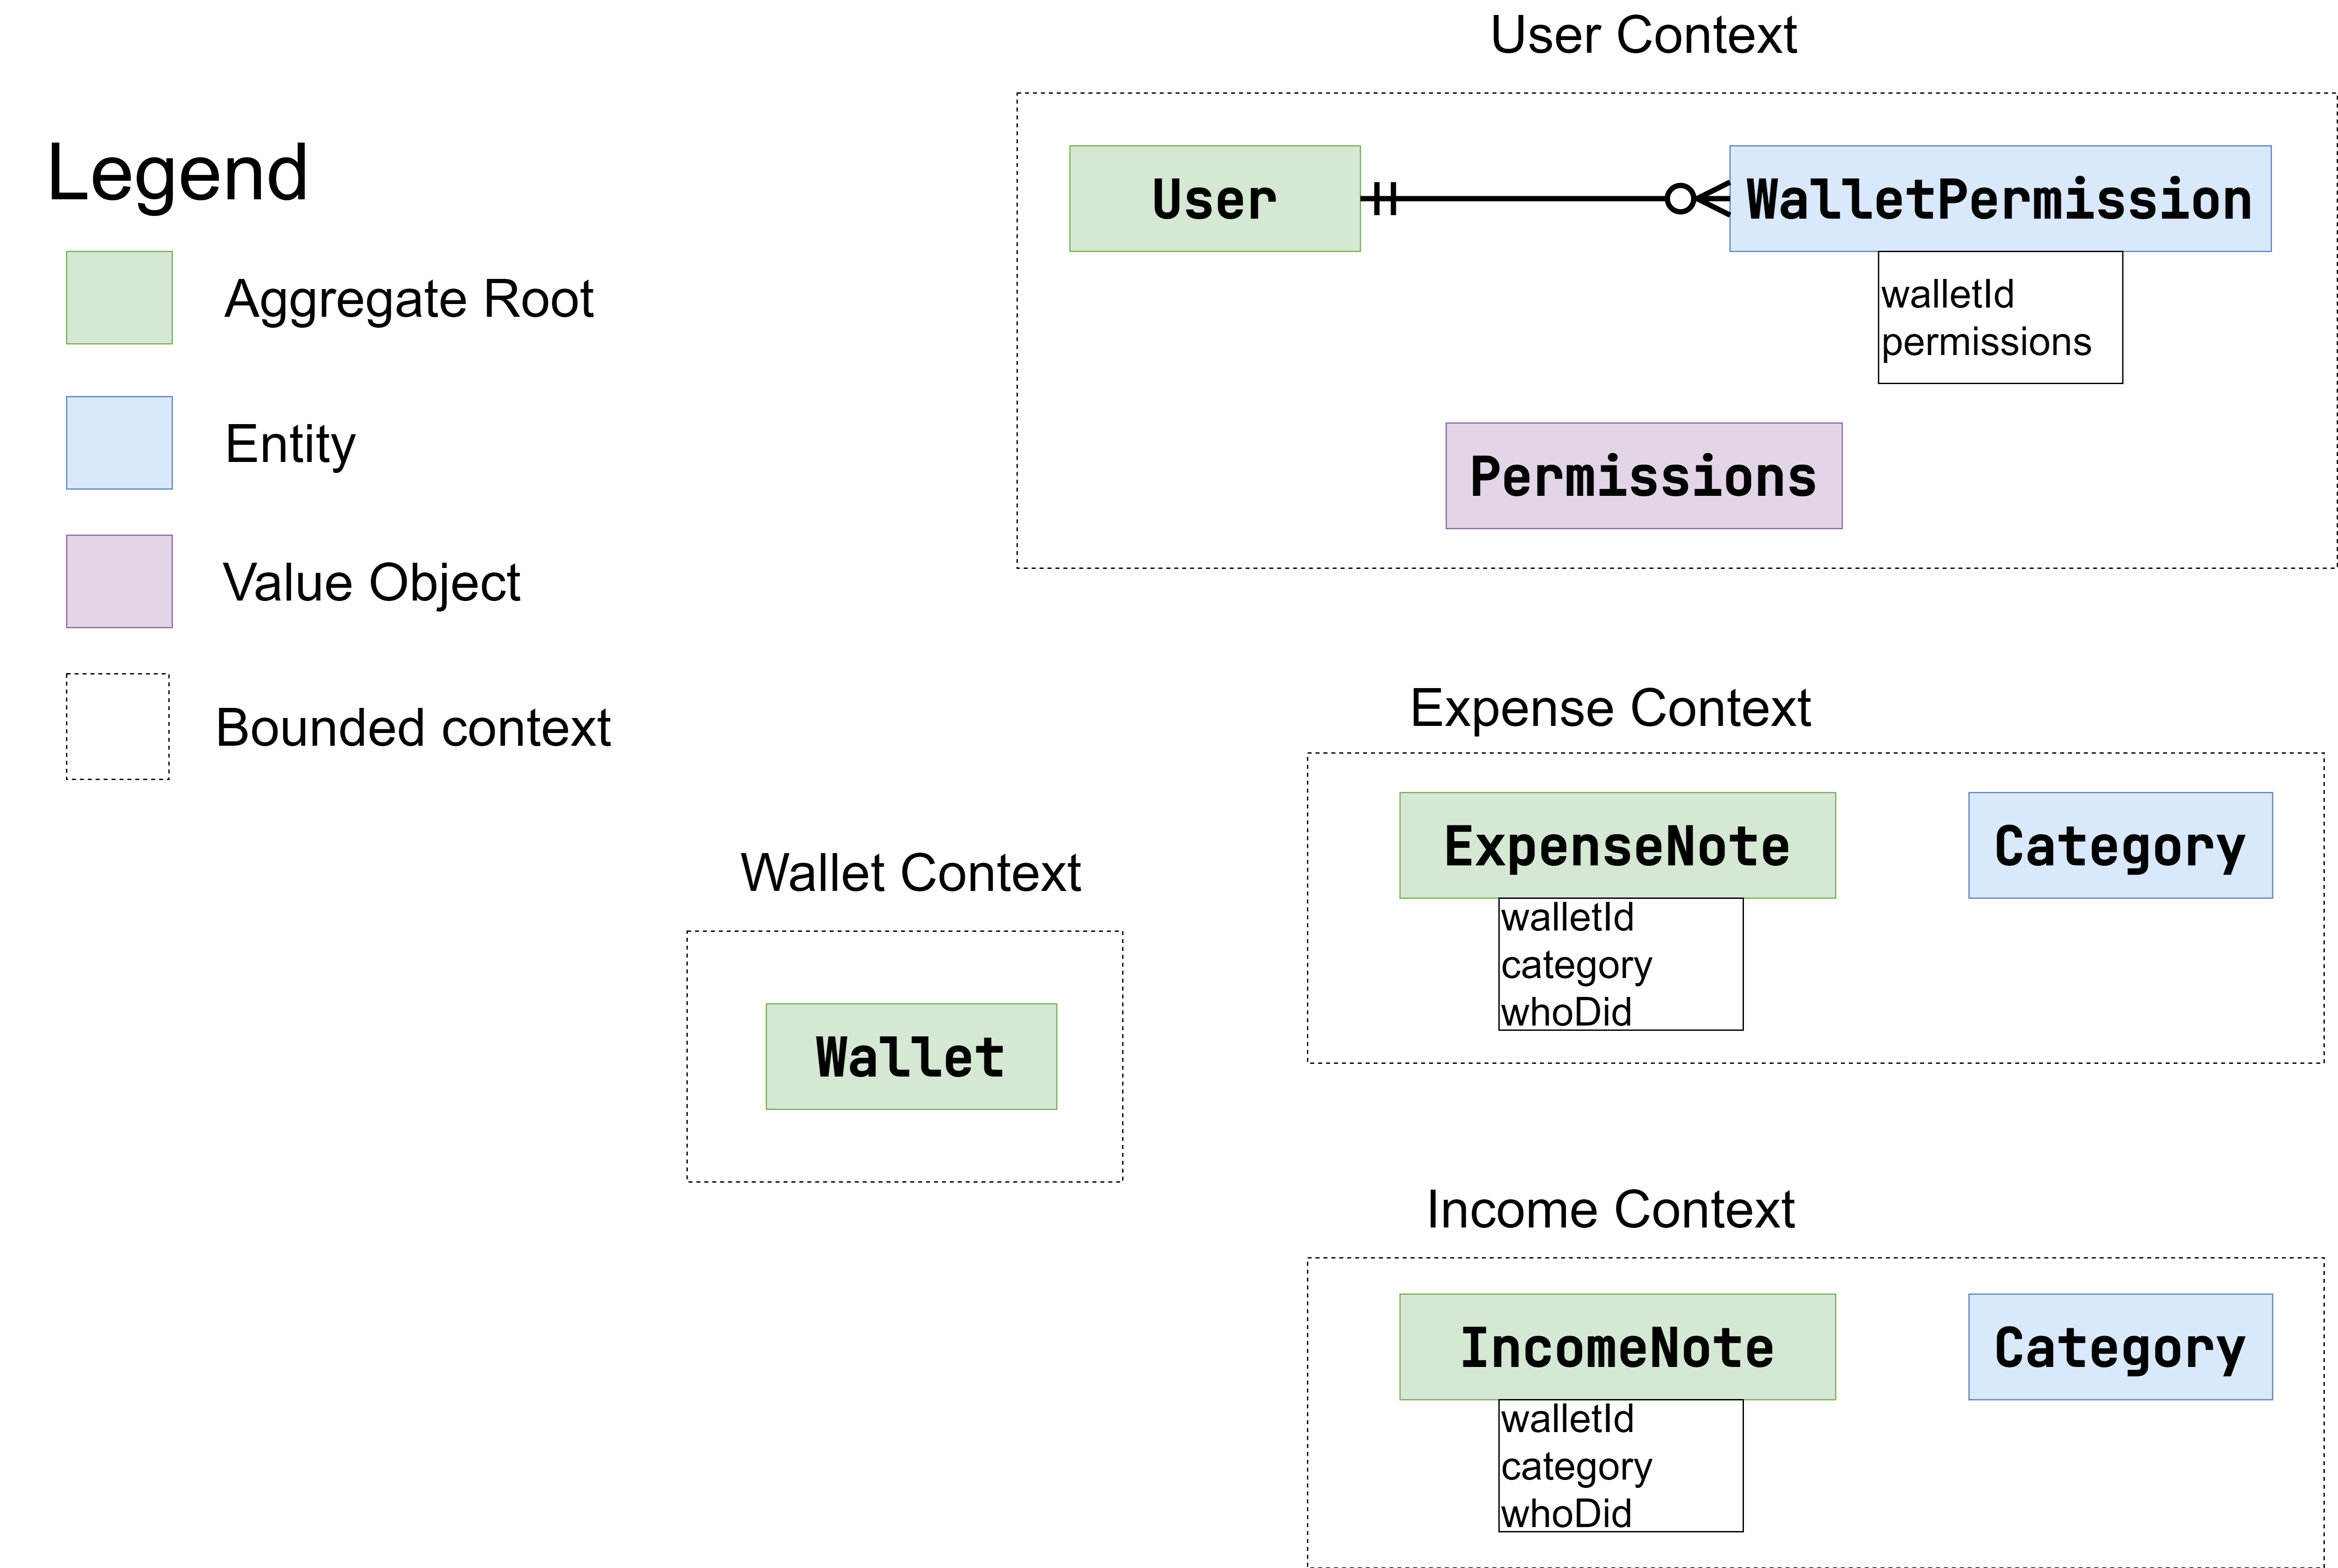 User Context
Legend
User
WalletPermission
walletId
permissions
Permissions
Aggregate Root
Entity
Value Object
Bounded context
Expense Context
ExpenseNote
Category
walletId
category
whoDid
Wallet Context
Wallet
Income Context
IncomeNote
Category
walletId
category
whoDid